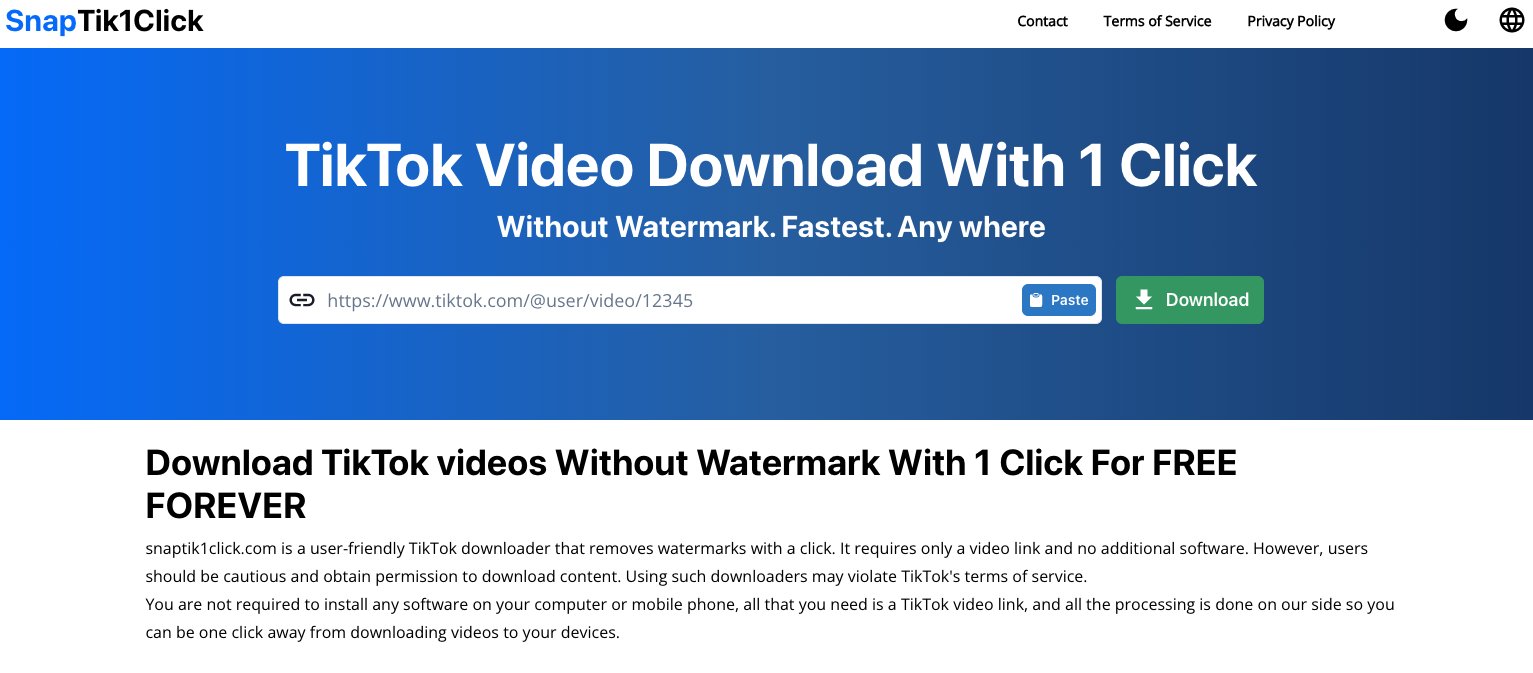 SnapTik1Click
Contact
Terms of Service
Privacy Policy
TikTok Video Download With 1 Click
Without Watermark. Fastest. Any where
https://www.tiktok.com/@user/video/12345
Paste
Download
Download TikTok videos Without Watermark With 1 Click For FREE
FOREVER
snaptik1click.com is a user-friendly TikTok downloader that removes watermarks with a click. It requires only a video link and no additional software. However, users
should be cautious and obtain permission to download content. Using such downloaders may violate TikTok's terms of service.
You are not required to install any software on your computer or mobile phone, all that you need is a TikTok video link, and all the processing is done on our side so you
can be one click away from downloading videos to your devices.